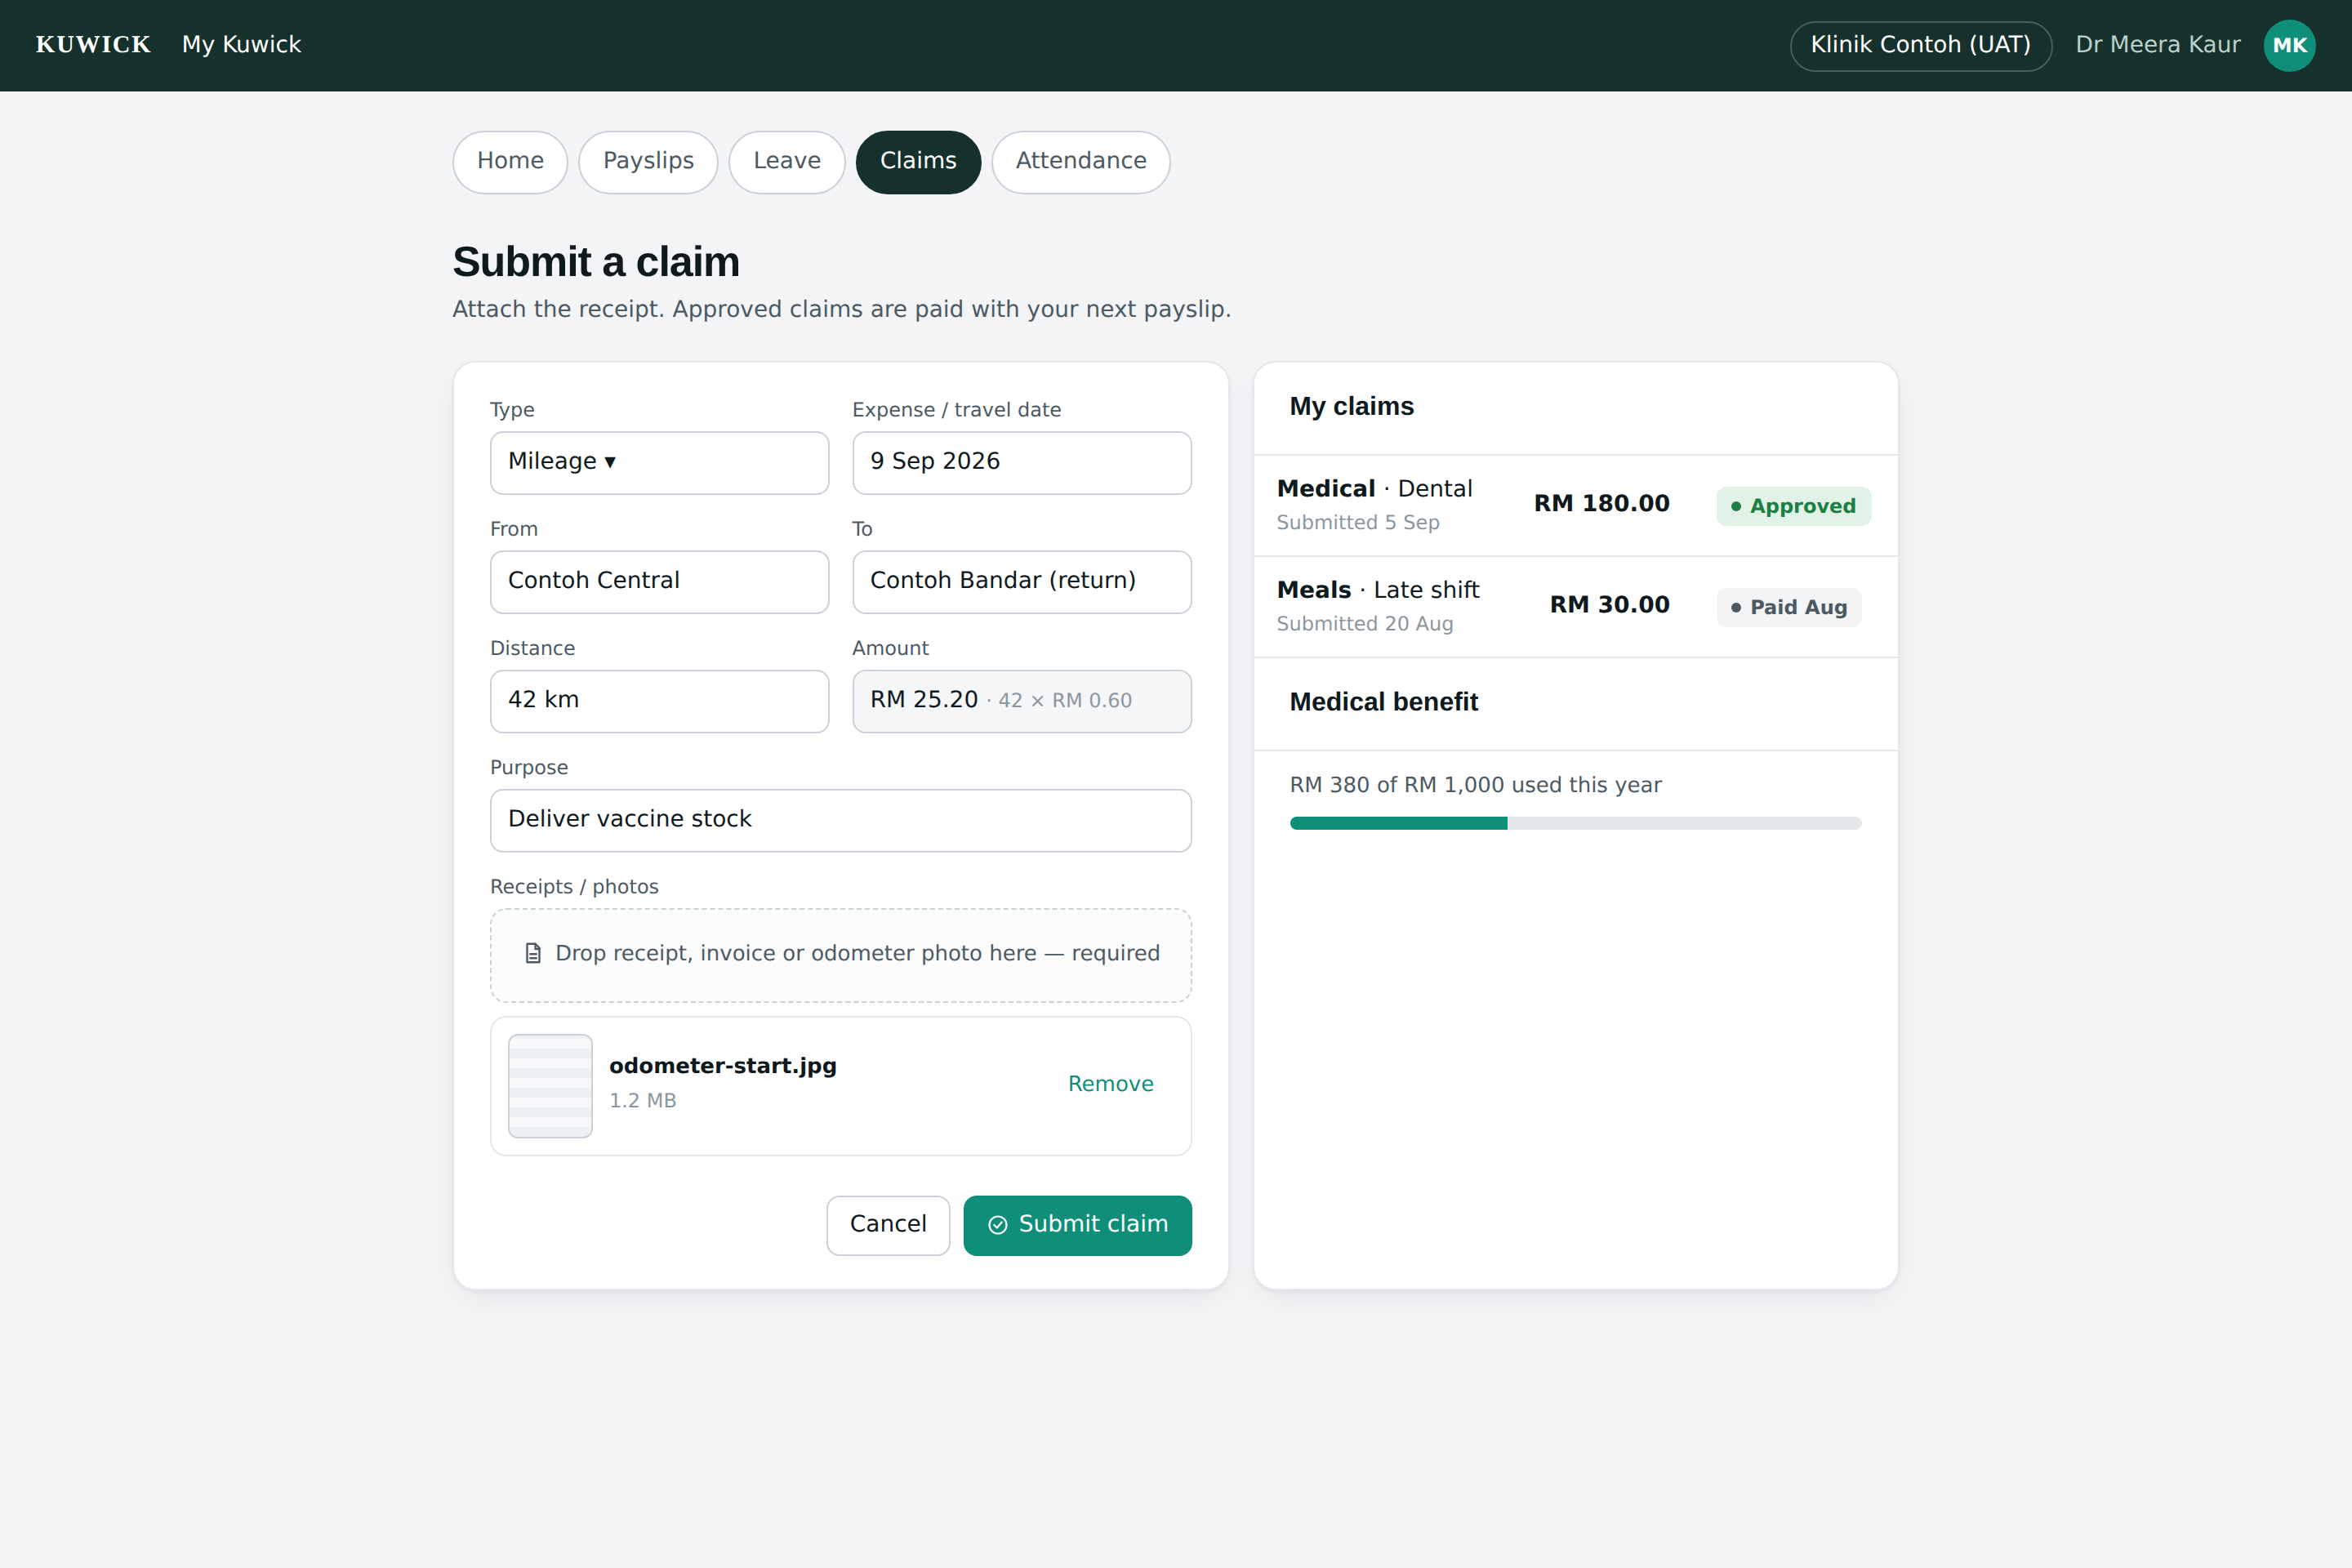 KUWICK My Kuwick Klinik Contoh (UAT) Dr Meera Kaur MK
Home Payslips Leave Claims Attendance
Submit a claim
Attach the receipt. Approved claims are paid with your next payslip.
Type Expense / travel date
Mileage ▾ 9 Sep 2026
From To
Contoh Central Contoh Bandar (return)
Distance Amount
42 km RM 25.20 · 42 × RM 0.60
Purpose
Deliver vaccine stock
Receipts / photos
Drop receipt, invoice or odometer photo here — required
odometer-start.jpg
1.2 MB
Remove
Cancel Submit claim
My claims
Medical · Dental RM 180.00 Approved
Submitted 5 Sep
Meals · Late shift RM 30.00 Paid Aug
Submitted 20 Aug
Medical benefit
RM 380 of RM 1,000 used this year